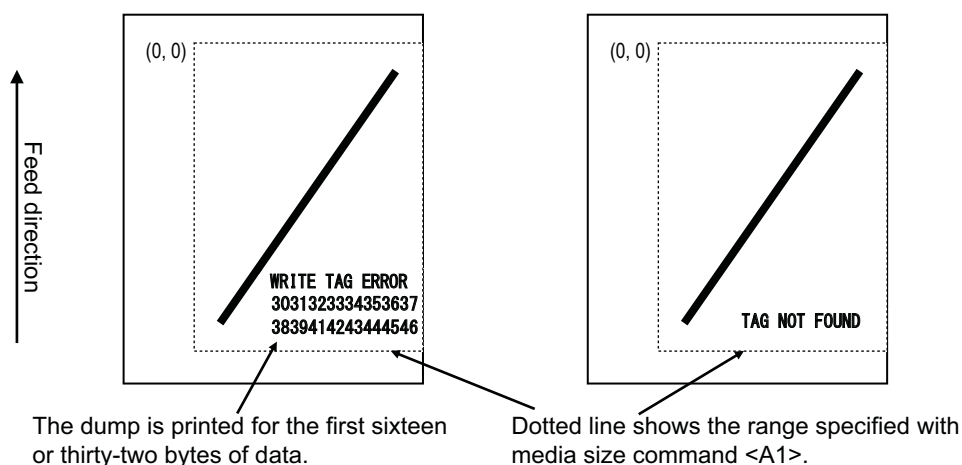 (0, 0)
(0, 0)
Feed direction
WRITE TAG ERROR
3031323334353637
3839414243444546
TAG NOT FOUND
The dump is printed for the first sixteen
or thirty-two bytes of data.
Dotted line shows the range specified with
media size command <A1>.